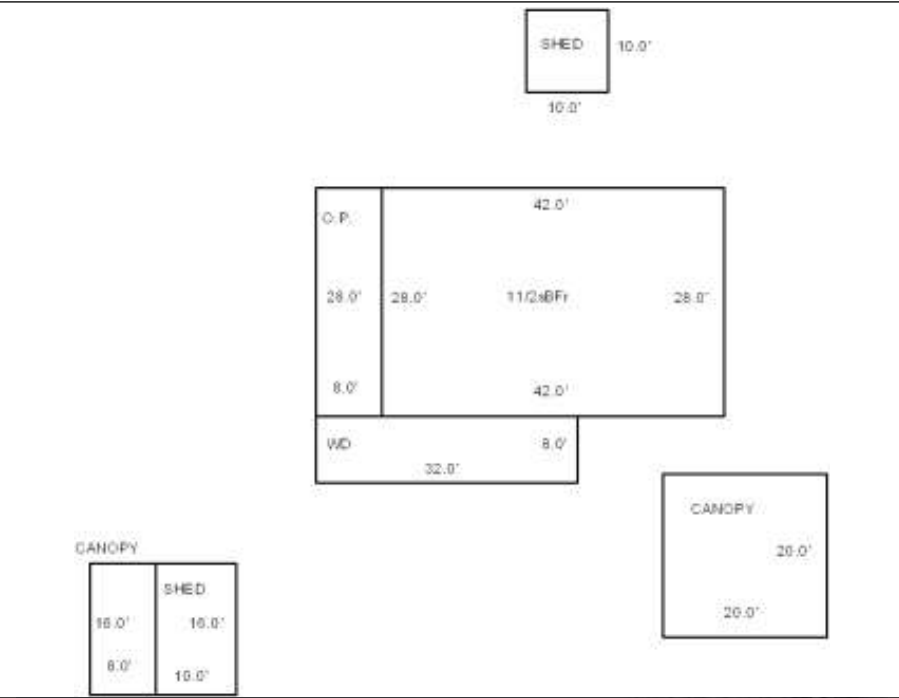 SHED 10.0'
10.0'
42.0'
O.P.
28.0' 28.0' 11/2sBFr 28.0'
8.0' 42.0'
WD 8.0'
32.0'
CANOPY
20.0'
20.0'
CANOPY
SHED
16.0' 16.0'
8.0' 10.0'